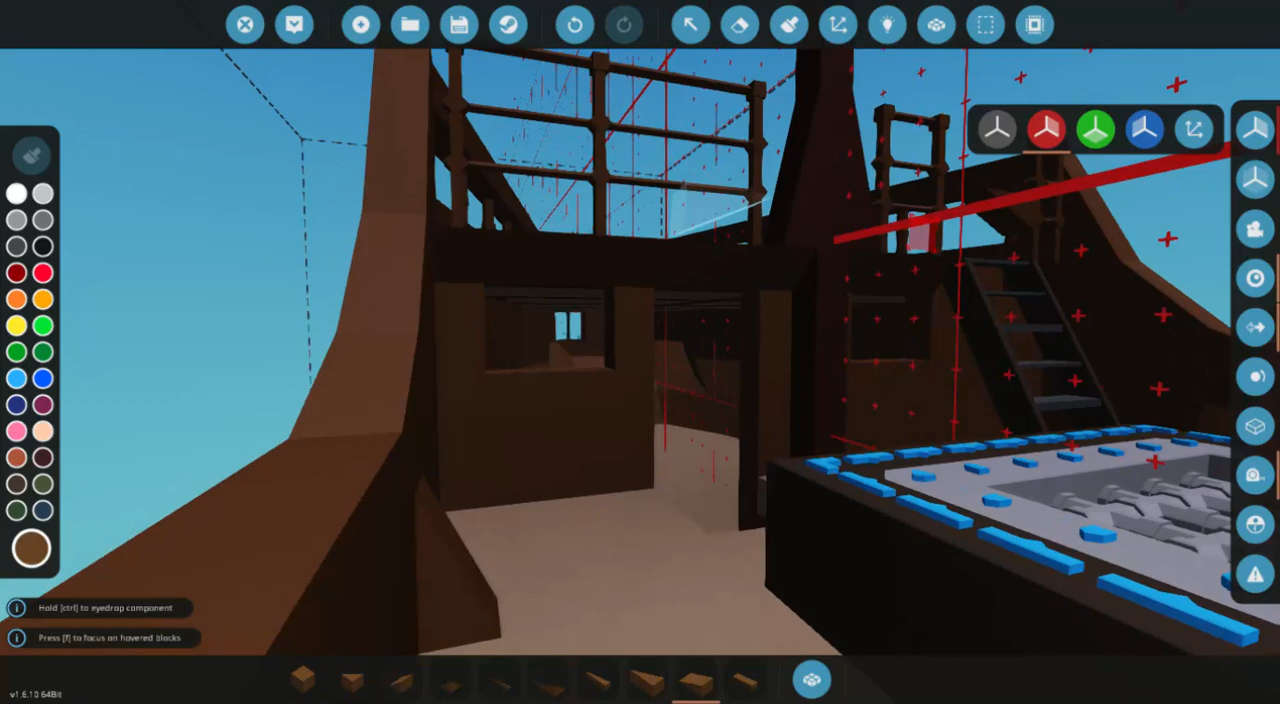 Hold [ctrl] to eyedrop component
Press [f] to focus on hovered blocks
v1.6.10 64Bit